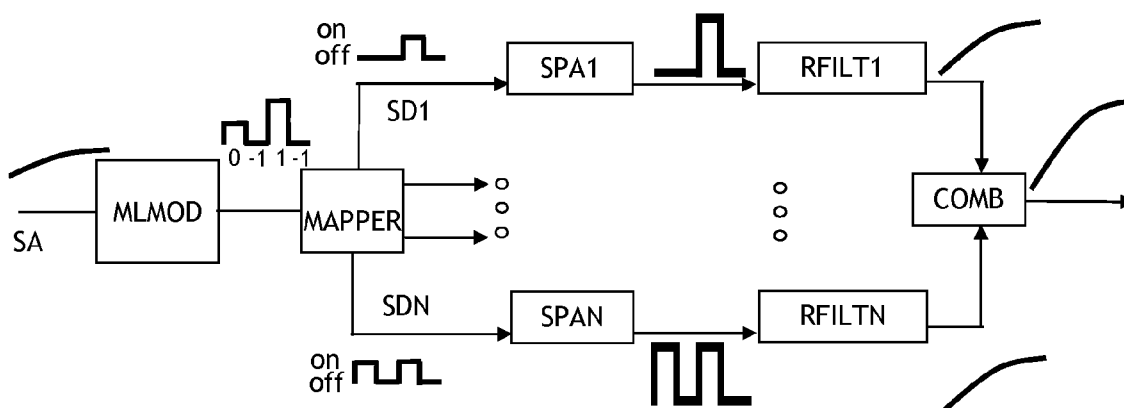 on
off
SPA1
RFILT1
SD1
0 -1 1 -1
MLMOD
MAPPER
COMB
SA
SDN
SPAN
RFILTN
on
off